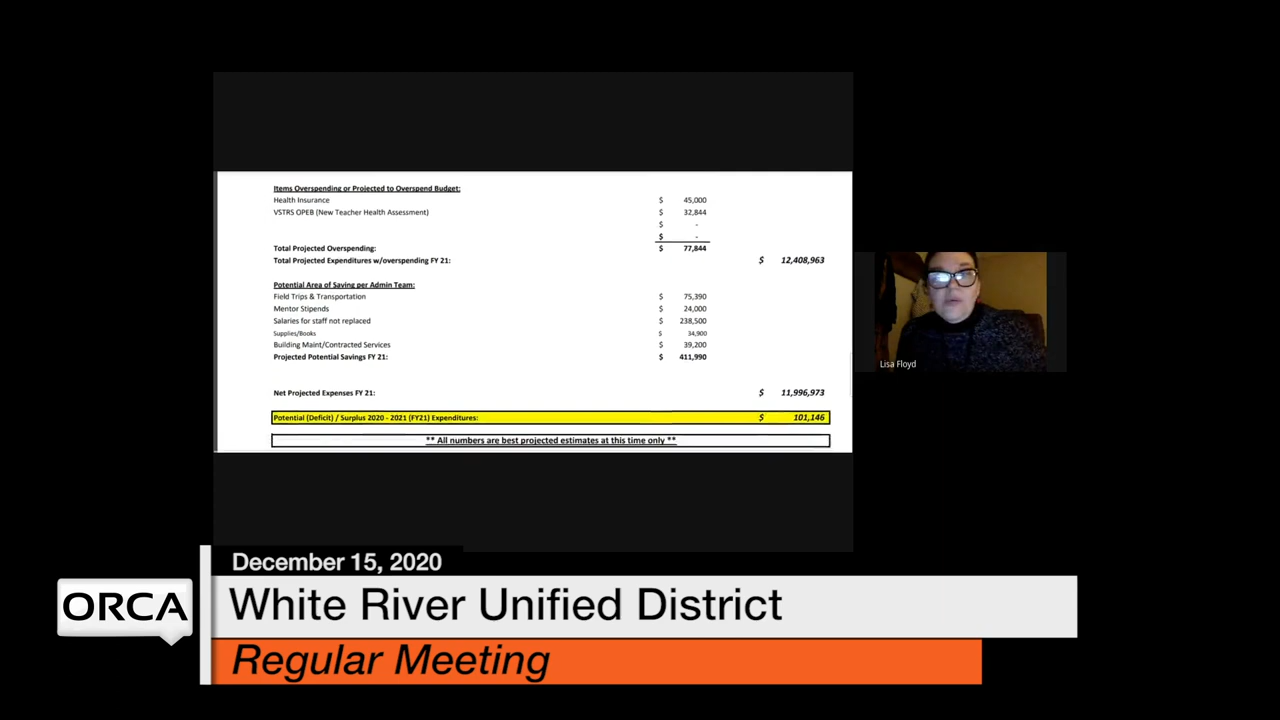 Items Overspending or Projected to Overspend Budget:
Health Insurance $ 45,000
VSTRS OPEB (New Teacher Health Assessment) $ 32,844
$ -
$ -
Total Projected Overspending: $ 77,844
Total Projected Expenditures w/overspending FY 21: $ 12,408,963
Potential Area of Saving per Admin Team:
Field Trips & Transportation $ 75,390
Mentor Stipends $ 24,000
Salaries for staff not replaced $ 238,500
Supplies/Books $ 34,900
Building Maint/Contracted Services $ 39,200
Projected Potential Savings FY 21: $ 411,990
Net Projected Expenses FY 21: $ 11,996,973
Potential (Deficit) / Surplus 2020 - 2021 (FY21) Expenditures: $ 101,146
** All numbers are best projected estimates at this time only **
Lisa Floyd
December 15, 2020
ORCA
White River Unified District
Regular Meeting